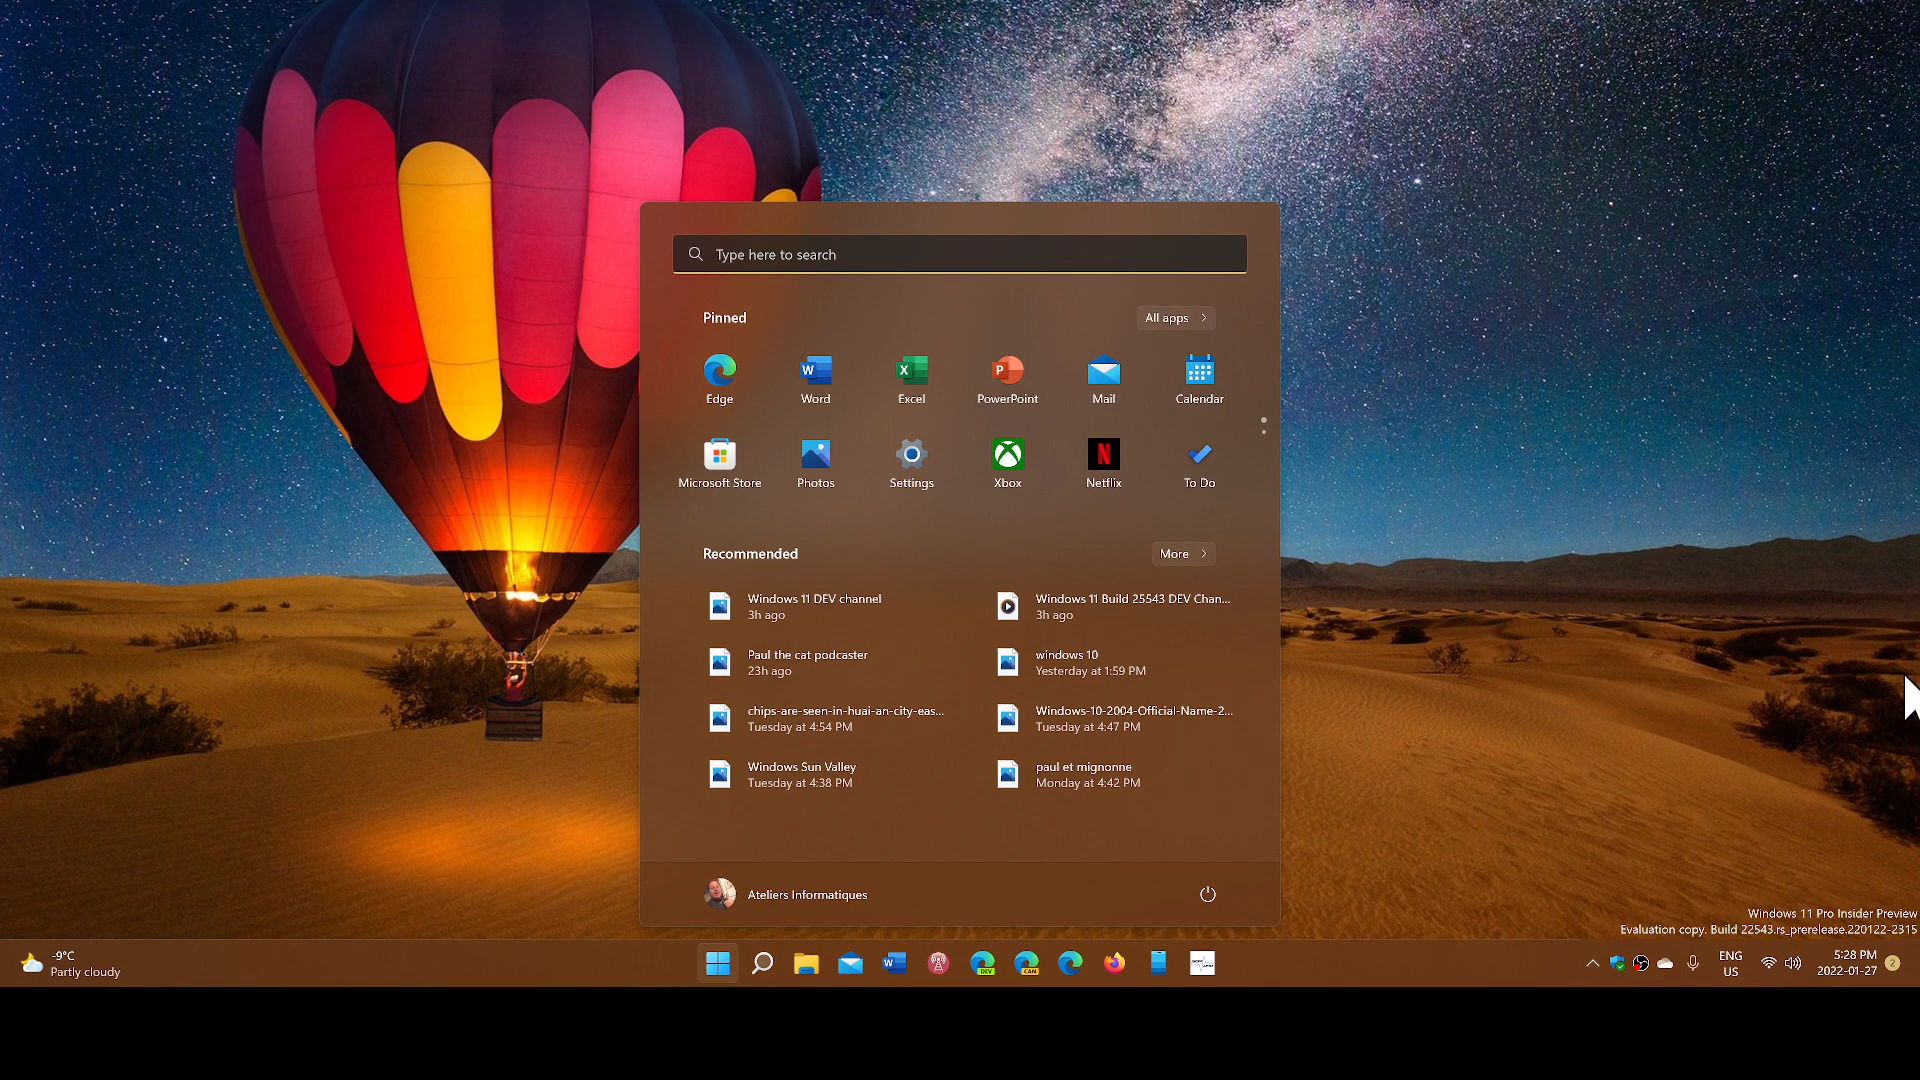 Type here to search
Pinned
All apps
Edge
Word
Excel
PowerPoint
Mail
Calendar
Microsoft Store
Photos
Settings
Xbox
Netflix
To Do
Recommended
More
Windows 11 DEV channel
3h ago
Windows 11 Build 25543 DEV Chan...
3h ago
Paul the cat podcaster
23h ago
windows 10
Yesterday at 1:59 PM
chips-are-seen-in-huai-an-city-eas...
Tuesday at 4:54 PM
Windows-10-2004-Official-Name-2...
Tuesday at 4:47 PM
Windows Sun Valley
Tuesday at 4:38 PM
paul et mignonne
Monday at 4:42 PM
Ateliers Informatiques
Windows 11 Pro Insider Preview
Evaluation copy. Build 22543.rs_prerelease.220122-2315
-9°C
Partly cloudy
DEV
CAN
ENG
US
5:28 PM
2022-01-27
2